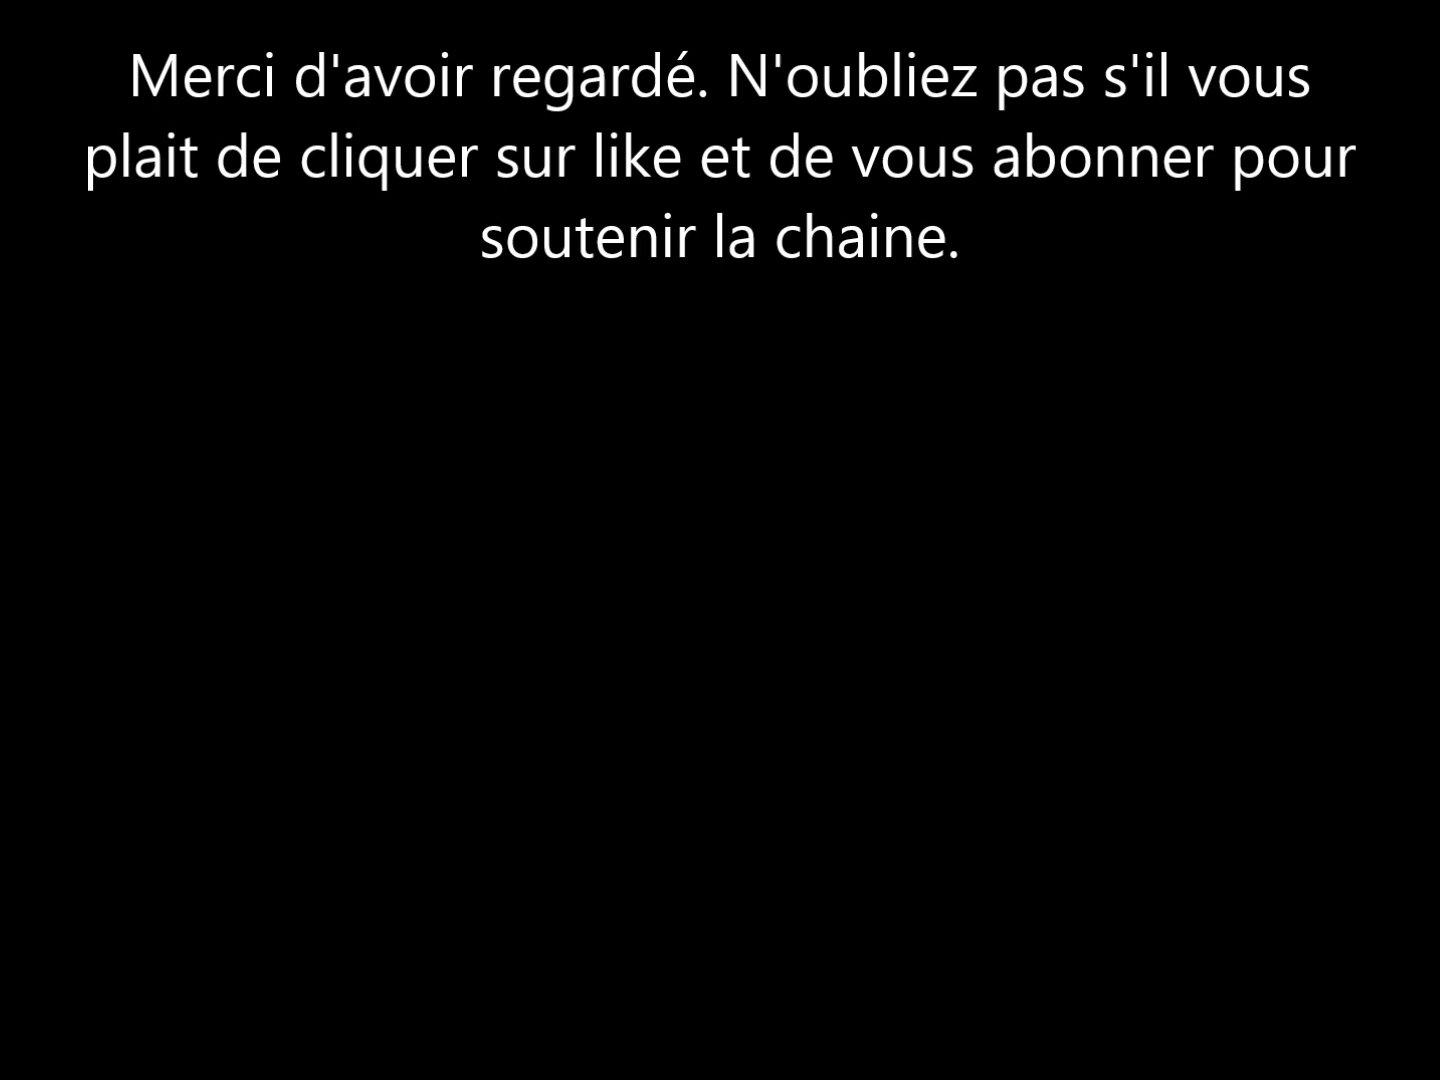 Merci d'avoir regardé. N'oubliez pas s'il vous
plait de cliquer sur like et de vous abonner pour
soutenir la chaine.